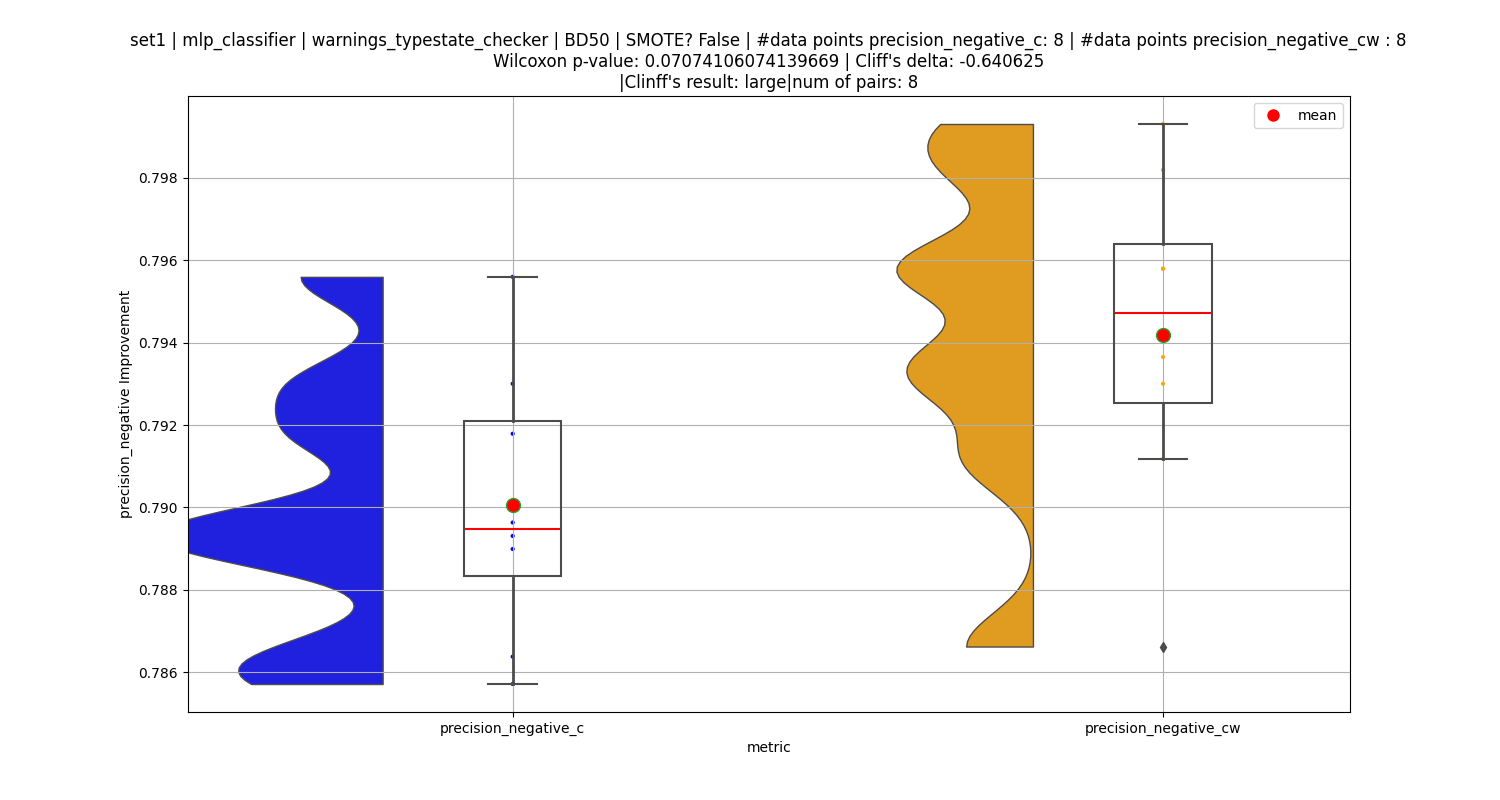 set1 | mlp_classifier | warnings_typestate_checker | BD50 | SMOTE? False | #data points precision_negative_c: 8 | #data points precision_negative_cw : 8
Wilcoxon p-value: 0.07074106074139669 | Cliff's delta: -0.640625
|Clinff's result: large|num of pairs: 8
mean
0.798
0.796
0.794
0.792
0.790
0.788
0.786
precision_negative Improvement
precision_negative_c
precision_negative_cw
metric